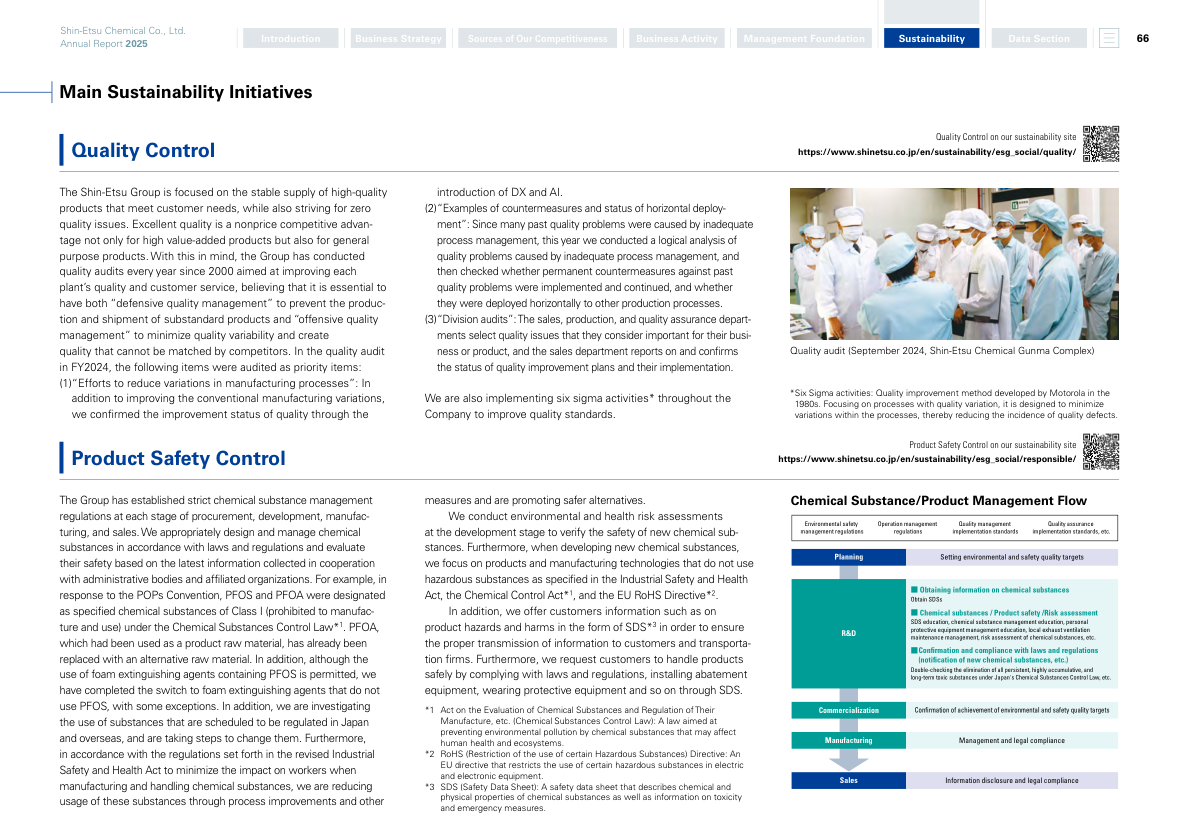 Shin-Etsu Chemical Co., Ltd.
Annual Report 2025
Introduction
Business Strategy
Sources of Our Competitiveness
Business Activity
Management Foundation
Sustainability
Data Section
66
Main Sustainability Initiatives
Quality Control
Quality Control on our sustainability site
https://www.shinetsu.co.jp/en/sustainability/esg_social/quality/
The Shin-Etsu Group is focused on the stable supply of high-quality
products that meet customer needs, while also striving for zero
quality issues. Excellent quality is a nonprice competitive advan-
tage not only for high value-added products but also for general
purpose products. With this in mind, the Group has conducted
quality audits every year since 2000 aimed at improving each
plant's quality and customer service, believing that it is essential to
have both “defensive quality management” to prevent the produc-
tion and shipment of substandard products and “offensive quality
management” to minimize quality variability and create
quality that cannot be matched by competitors. In the quality audit
in FY2024, the following items were audited as priority items:
(1)“Efforts to reduce variations in manufacturing processes”: In
addition to improving the conventional manufacturing variations,
we confirmed the improvement status of quality through the
introduction of DX and AI.
(2)“Examples of countermeasures and status of horizontal deploy-
ment”: Since many past quality problems were caused by inadequate
process management, this year we conducted a logical analysis of
quality problems caused by inadequate process management, and
then checked whether permanent countermeasures against past
quality problems were implemented and continued, and whether
they were deployed horizontally to other production processes.
(3)“Division audits”: The sales, production, and quality assurance depart-
ments select quality issues that they consider important for their busi-
ness or product, and the sales department reports on and confirms
the status of quality improvement plans and their implementation.
We are also implementing six sigma activities* throughout the
Company to improve quality standards.
Quality audit (September 2024, Shin-Etsu Chemical Gunma Complex)
*Six Sigma activities: Quality improvement method developed by Motorola in the
1980s. Focusing on processes with quality variation, it is designed to minimize
variations within the processes, thereby reducing the incidence of quality defects.
Product Safety Control
Product Safety Control on our sustainability site
https://www.shinetsu.co.jp/en/sustainability/esg_social/responsible/
The Group has established strict chemical substance management
regulations at each stage of procurement, development, manufac-
turing, and sales. We appropriately design and manage chemical
substances in accordance with laws and regulations and evaluate
their safety based on the latest information collected in cooperation
with administrative bodies and affiliated organizations. For example, in
response to the POPs Convention, PFOS and PFOA were designated
as specified chemical substances of Class I (prohibited to manufac-
ture and use) under the Chemical Substances Control Law*1. PFOA,
which had been used as a product raw material, has already been
replaced with an alternative raw material. In addition, although the
use of foam extinguishing agents containing PFOS is permitted, we
have completed the switch to foam extinguishing agents that do not
use PFOS, with some exceptions. In addition, we are investigating
the use of substances that are scheduled to be regulated in Japan
and overseas, and are taking steps to change them. Furthermore,
in accordance with the regulations set forth in the revised Industrial
Safety and Health Act to minimize the impact on workers when
manufacturing and handling chemical substances, we are reducing
usage of these substances through process improvements and other
measures and are promoting safer alternatives.
We conduct environmental and health risk assessments
at the development stage to verify the safety of new chemical sub-
stances. Furthermore, when developing new chemical substances,
we focus on products and manufacturing technologies that do not use
hazardous substances as specified in the Industrial Safety and Health
Act, the Chemical Control Act*1, and the EU RoHS Directive*2.
In addition, we offer customers information such as on
product hazards and harms in the form of SDS*3 in order to ensure
the proper transmission of information to customers and transporta-
tion firms. Furthermore, we request customers to handle products
safely by complying with laws and regulations, installing abatement
equipment, wearing protective equipment and so on through SDS.
*1 Act on the Evaluation of Chemical Substances and Regulation of Their
Manufacture, etc. (Chemical Substances Control Law): A law aimed at
preventing environmental pollution by chemical substances that may affect
human health and ecosystems.
*2 RoHS (Restriction of the use of certain Hazardous Substances) Directive: An
EU directive that restricts the use of certain hazardous substances in electric
and electronic equipment.
*3 SDS (Safety Data Sheet): A safety data sheet that describes chemical and
physical properties of chemical substances as well as information on toxicity
and emergency measures.
Chemical Substance/Product Management Flow
Environmental safety
management regulations
Operation management
regulations
Quality management
implementation standards
Quality assurance
implementation standards, etc.
Planning
Setting environmental and safety quality targets
R&D
■ Obtaining information on chemical substances
Obtain SDSs
■ Chemical substances / Product safety /Risk assessment
SDS education, chemical substance management education, personal
protective equipment management education, local exhaust ventilation
maintenance management, risk assessment of chemical substances, etc.
■Confirmation and compliance with laws and regulations
(notification of new chemical substances, etc.)
Double-checking the elimination of all persistent, highly accumulative, and
long-term toxic substances under Japan's Chemical Substances Control Law, etc.
Commercialization
Confirmation of achievement of environmental and safety quality targets
Manufacturing
Management and legal compliance
Sales
Information disclosure and legal compliance